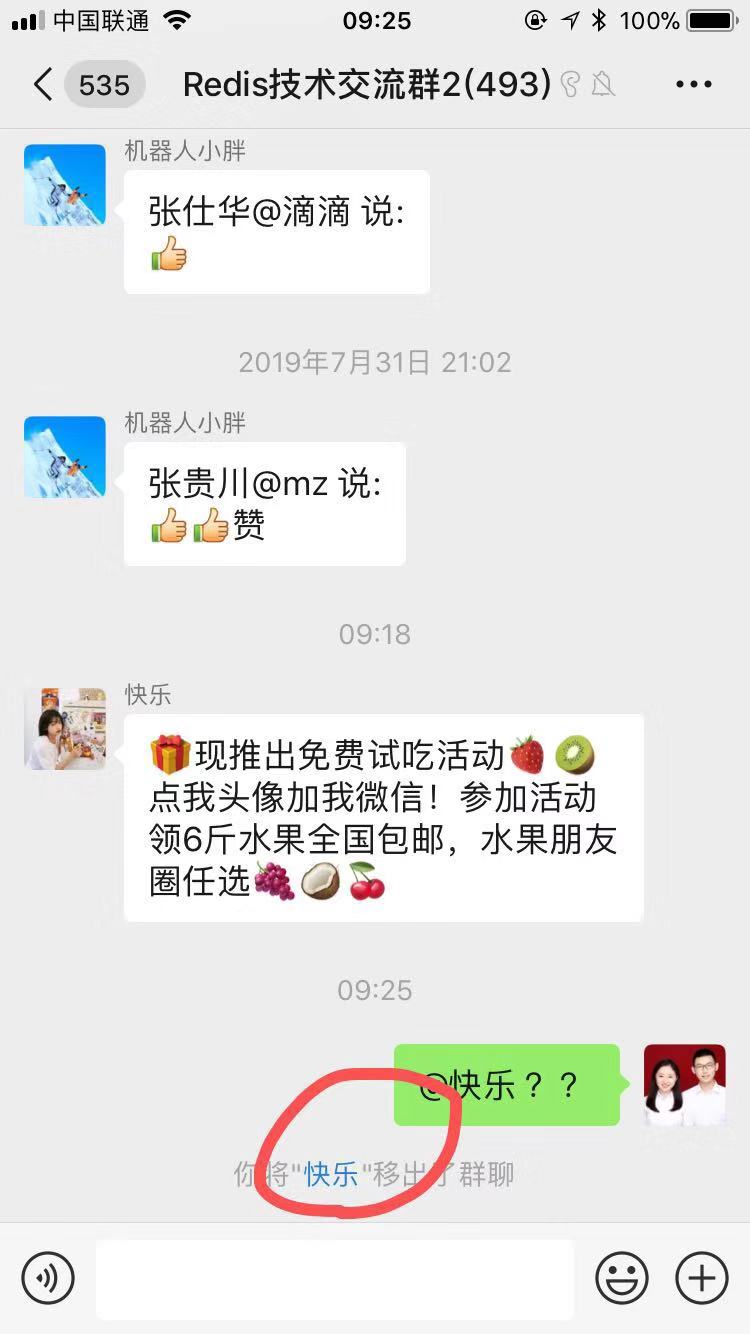 中国联通 09:25 100%
535 Redis技术交流群2(493)
机器人小胖
张仕华@滴滴 说:
2019年7月31日 21:02
机器人小胖
张贵川@mz 说:
赞
09:18
快乐
现推出免费试吃活动
点我头像加我微信！参加活动
领6斤水果全国包邮，水果朋友
圈任选
09:25
@快乐？？
你将"快乐"移出了群聊